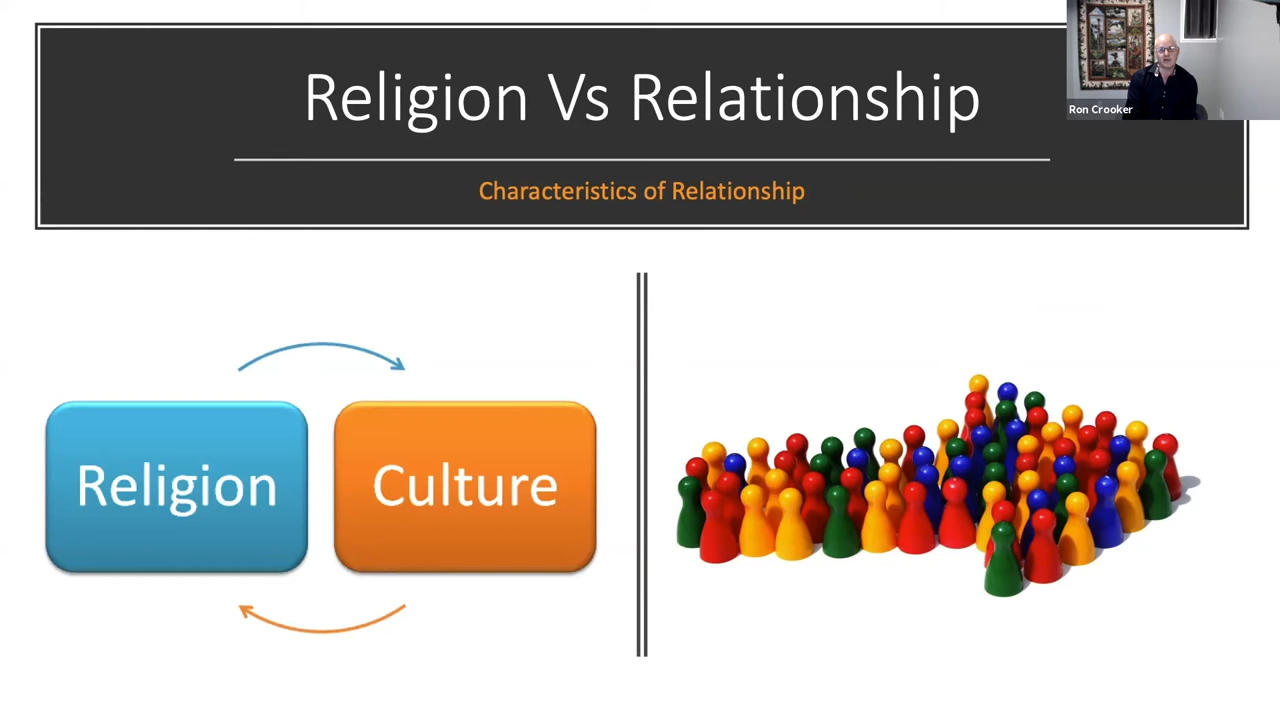 Religion Vs Relationship
Ron Crooker
Characteristics of Relationship
Religion
Culture